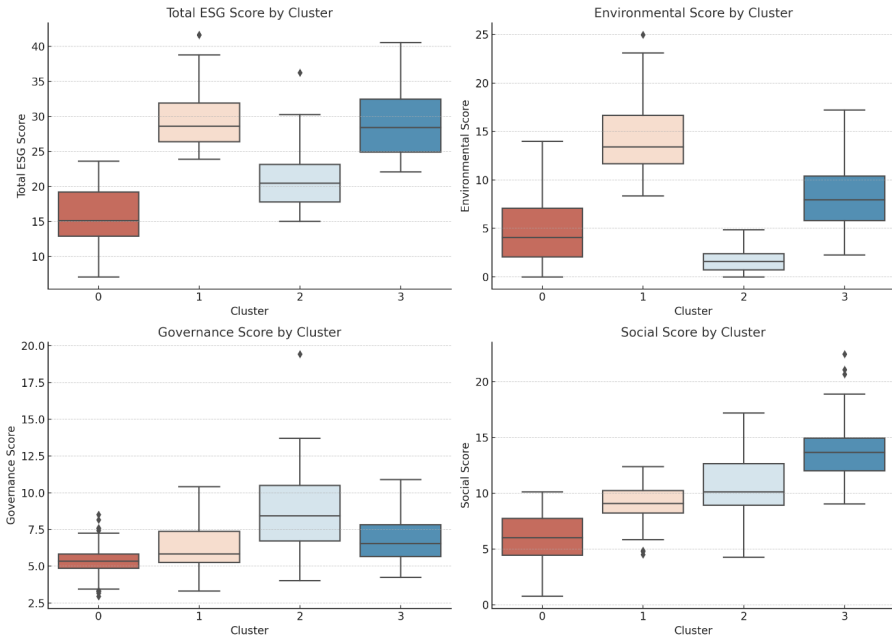 Total ESG Score by Cluster
Total ESG Score
40
35
30
25
20
15
10
0 1 2 3
Cluster
Environmental Score by Cluster
Environmental Score
25
20
15
10
5
0
0 1 2 3
Cluster
Governance Score by Cluster
Governance Score
20.0
17.5
15.0
12.5
10.0
7.5
5.0
2.5
0 1 2 3
Cluster
Social Score by Cluster
Social Score
20
15
10
5
0
0 1 2 3
Cluster